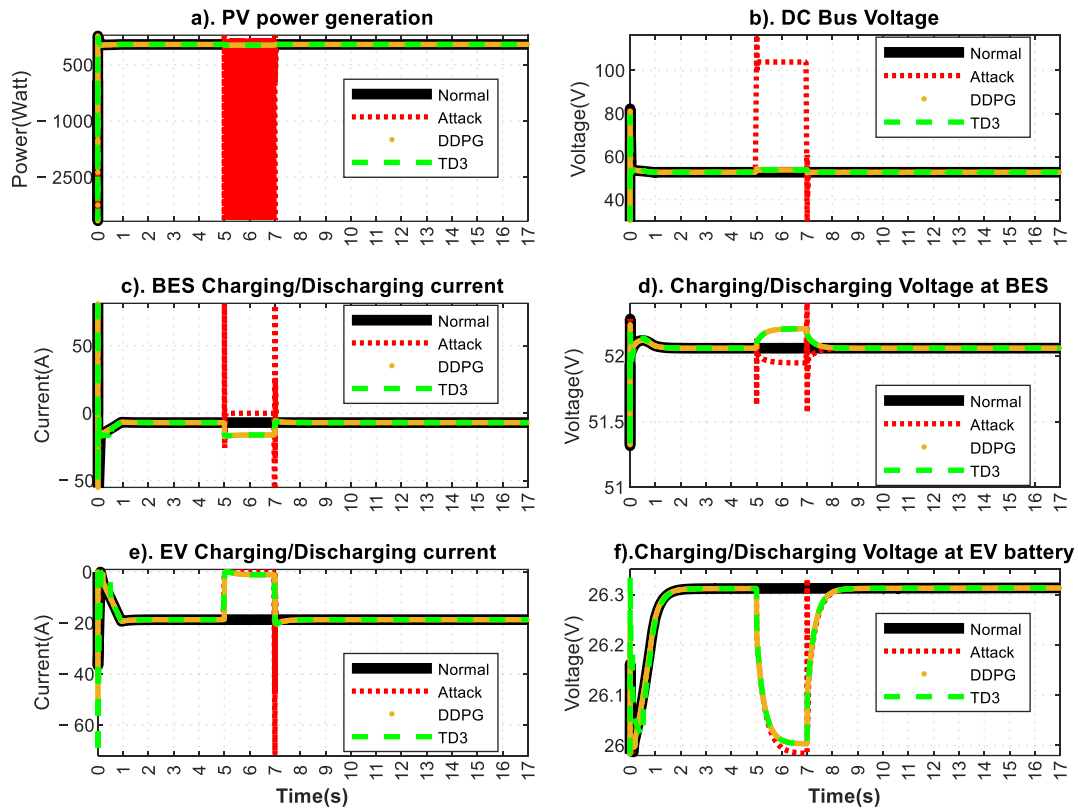 a). PV power generation
Power(Watt)
500
− 1000
− 2500
Normal
Attack
DDPG
TD3
0 1 2 3 4 5 6 7 8 9 10 11 12 13 14 15 16 17
b). DC Bus Voltage
Voltage(V)
100
80
60
40
Normal
Attack
DDPG
TD3
0 1 2 3 4 5 6 7 8 9 10 11 12 13 14 15 16 17
c). BES Charging/Discharging current
Current(A)
50
0
− 50
Normal
Attack
DDPG
TD3
0 1 2 3 4 5 6 7 8 9 10 11 12 13 14 15 16 17
d). Charging/Discharging Voltage at BES
Voltage(V)
52
51.5
51
Normal
Attack
DDPG
TD3
0 1 2 3 4 5 6 7 8 9 10 11 12 13 14 15 16 17
e). EV Charging/Discharging current
Current(A)
0
− 20
− 40
− 60
Normal
Attack
DDPG
TD3
0 1 2 3 4 5 6 7 8 9 10 11 12 13 14 15 16 17
Time(s)
f).Charging/Discharging Voltage at EV battery
Voltage(V)
26.3
26.2
26.1
26
Normal
Attack
DDPG
TD3
0 1 2 3 4 5 6 7 8 9 10 11 12 13 14 15 16 17
Time(s)